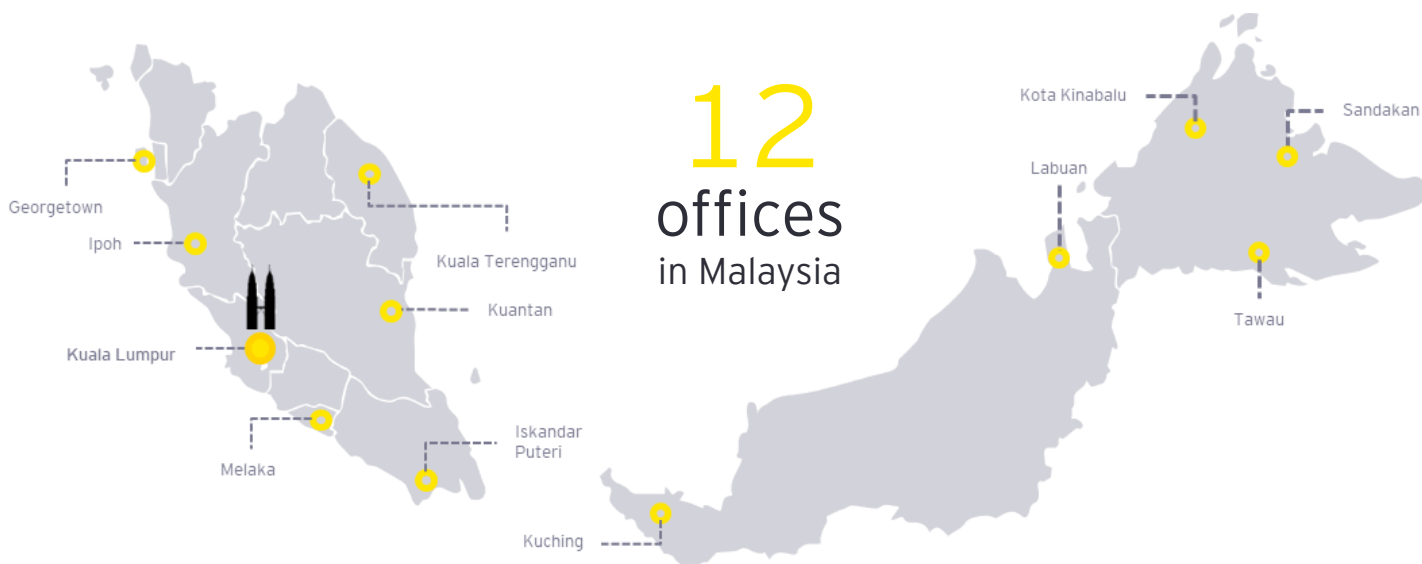 12
offices
in Malaysia
Georgetown
Ipoh
Kuala Terengganu
Kuantan
Kuala Lumpur
Melaka
Iskandar
Puteri
Kota Kinabalu
Sandakan
Labuan
Tawau
Kuching